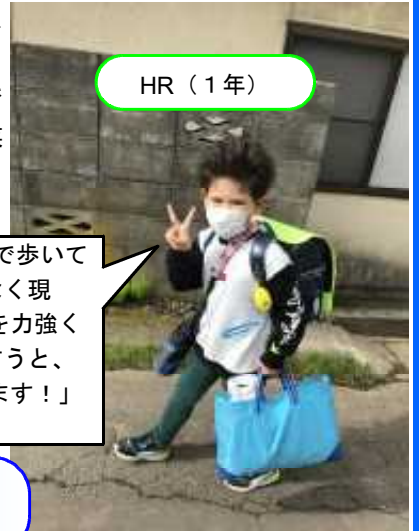 HR（１年）
で歩いて
く現
を力強く
うと、
ます！」